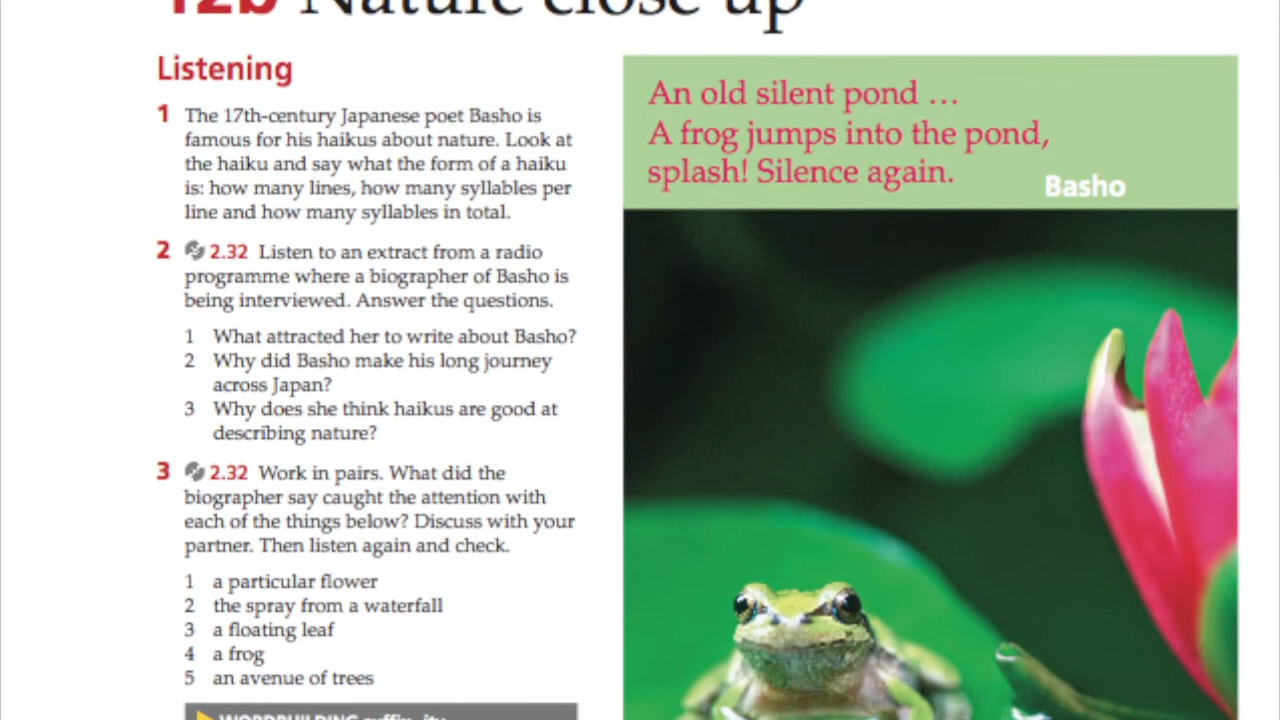 12b Nature close up
Listening
1 The 17th-century Japanese poet Basho is
famous for his haikus about nature. Look at
the haiku and say what the form of a haiku
is: how many lines, how many syllables per
line and how many syllables in total.
2 2.32 Listen to an extract from a radio
programme where a biographer of Basho is
being interviewed. Answer the questions.
1 What attracted her to write about Basho?
2 Why did Basho make his long journey
across Japan?
3 Why does she think haikus are good at
describing nature?
3 2.32 Work in pairs. What did the
biographer say caught the attention with
each of the things below? Discuss with your
partner. Then listen again and check.
1 a particular flower
2 the spray from a waterfall
3 a floating leaf
4 a frog
5 an avenue of trees
WORDBUILDING suffix -ity
An old silent pond …
A frog jumps into the pond,
splash! Silence again.
Basho